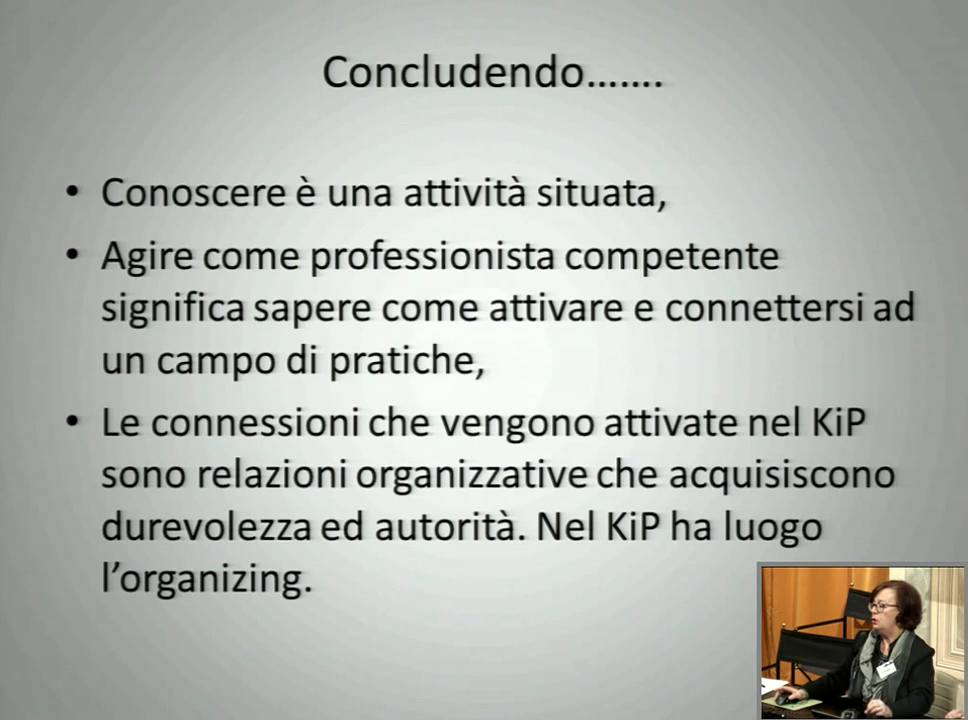 Concludendo.......
• Conoscere è una attività situata,
• Agire come professionista competente
significa sapere come attivare e connettersi ad
un campo di pratiche,
• Le connessioni che vengono attivate nel KiP
sono relazioni organizzative che acquisiscono
durevolezza ed autorità. Nel KiP ha luogo
l’organizing.